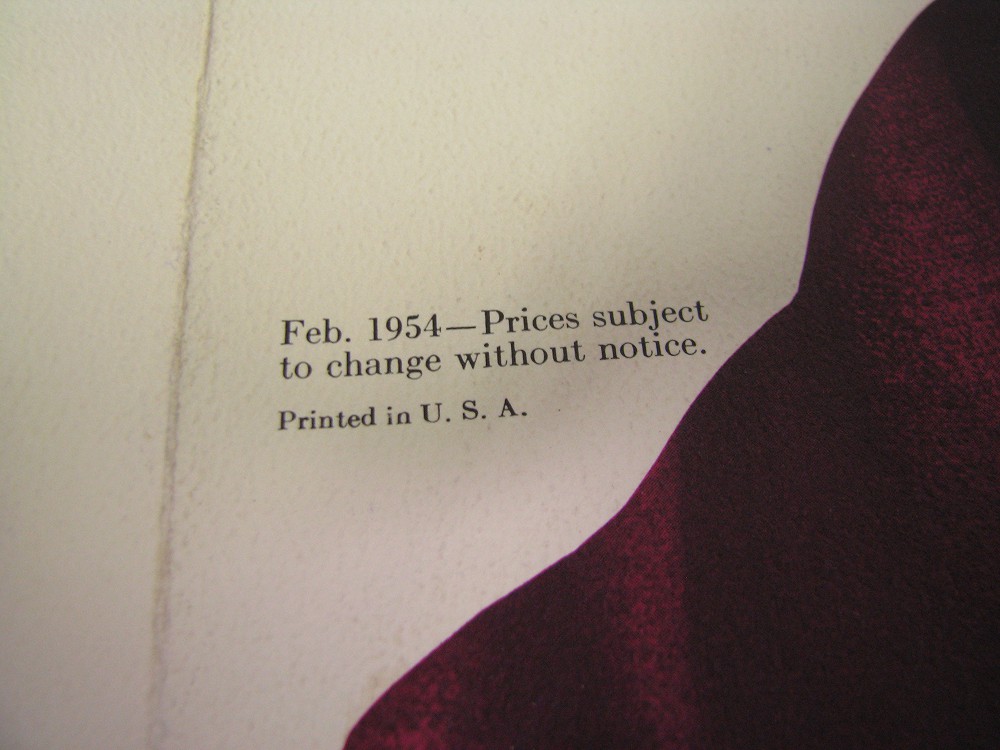 Feb. 1954—Prices subject
to change without notice.
Printed in U. S. A.